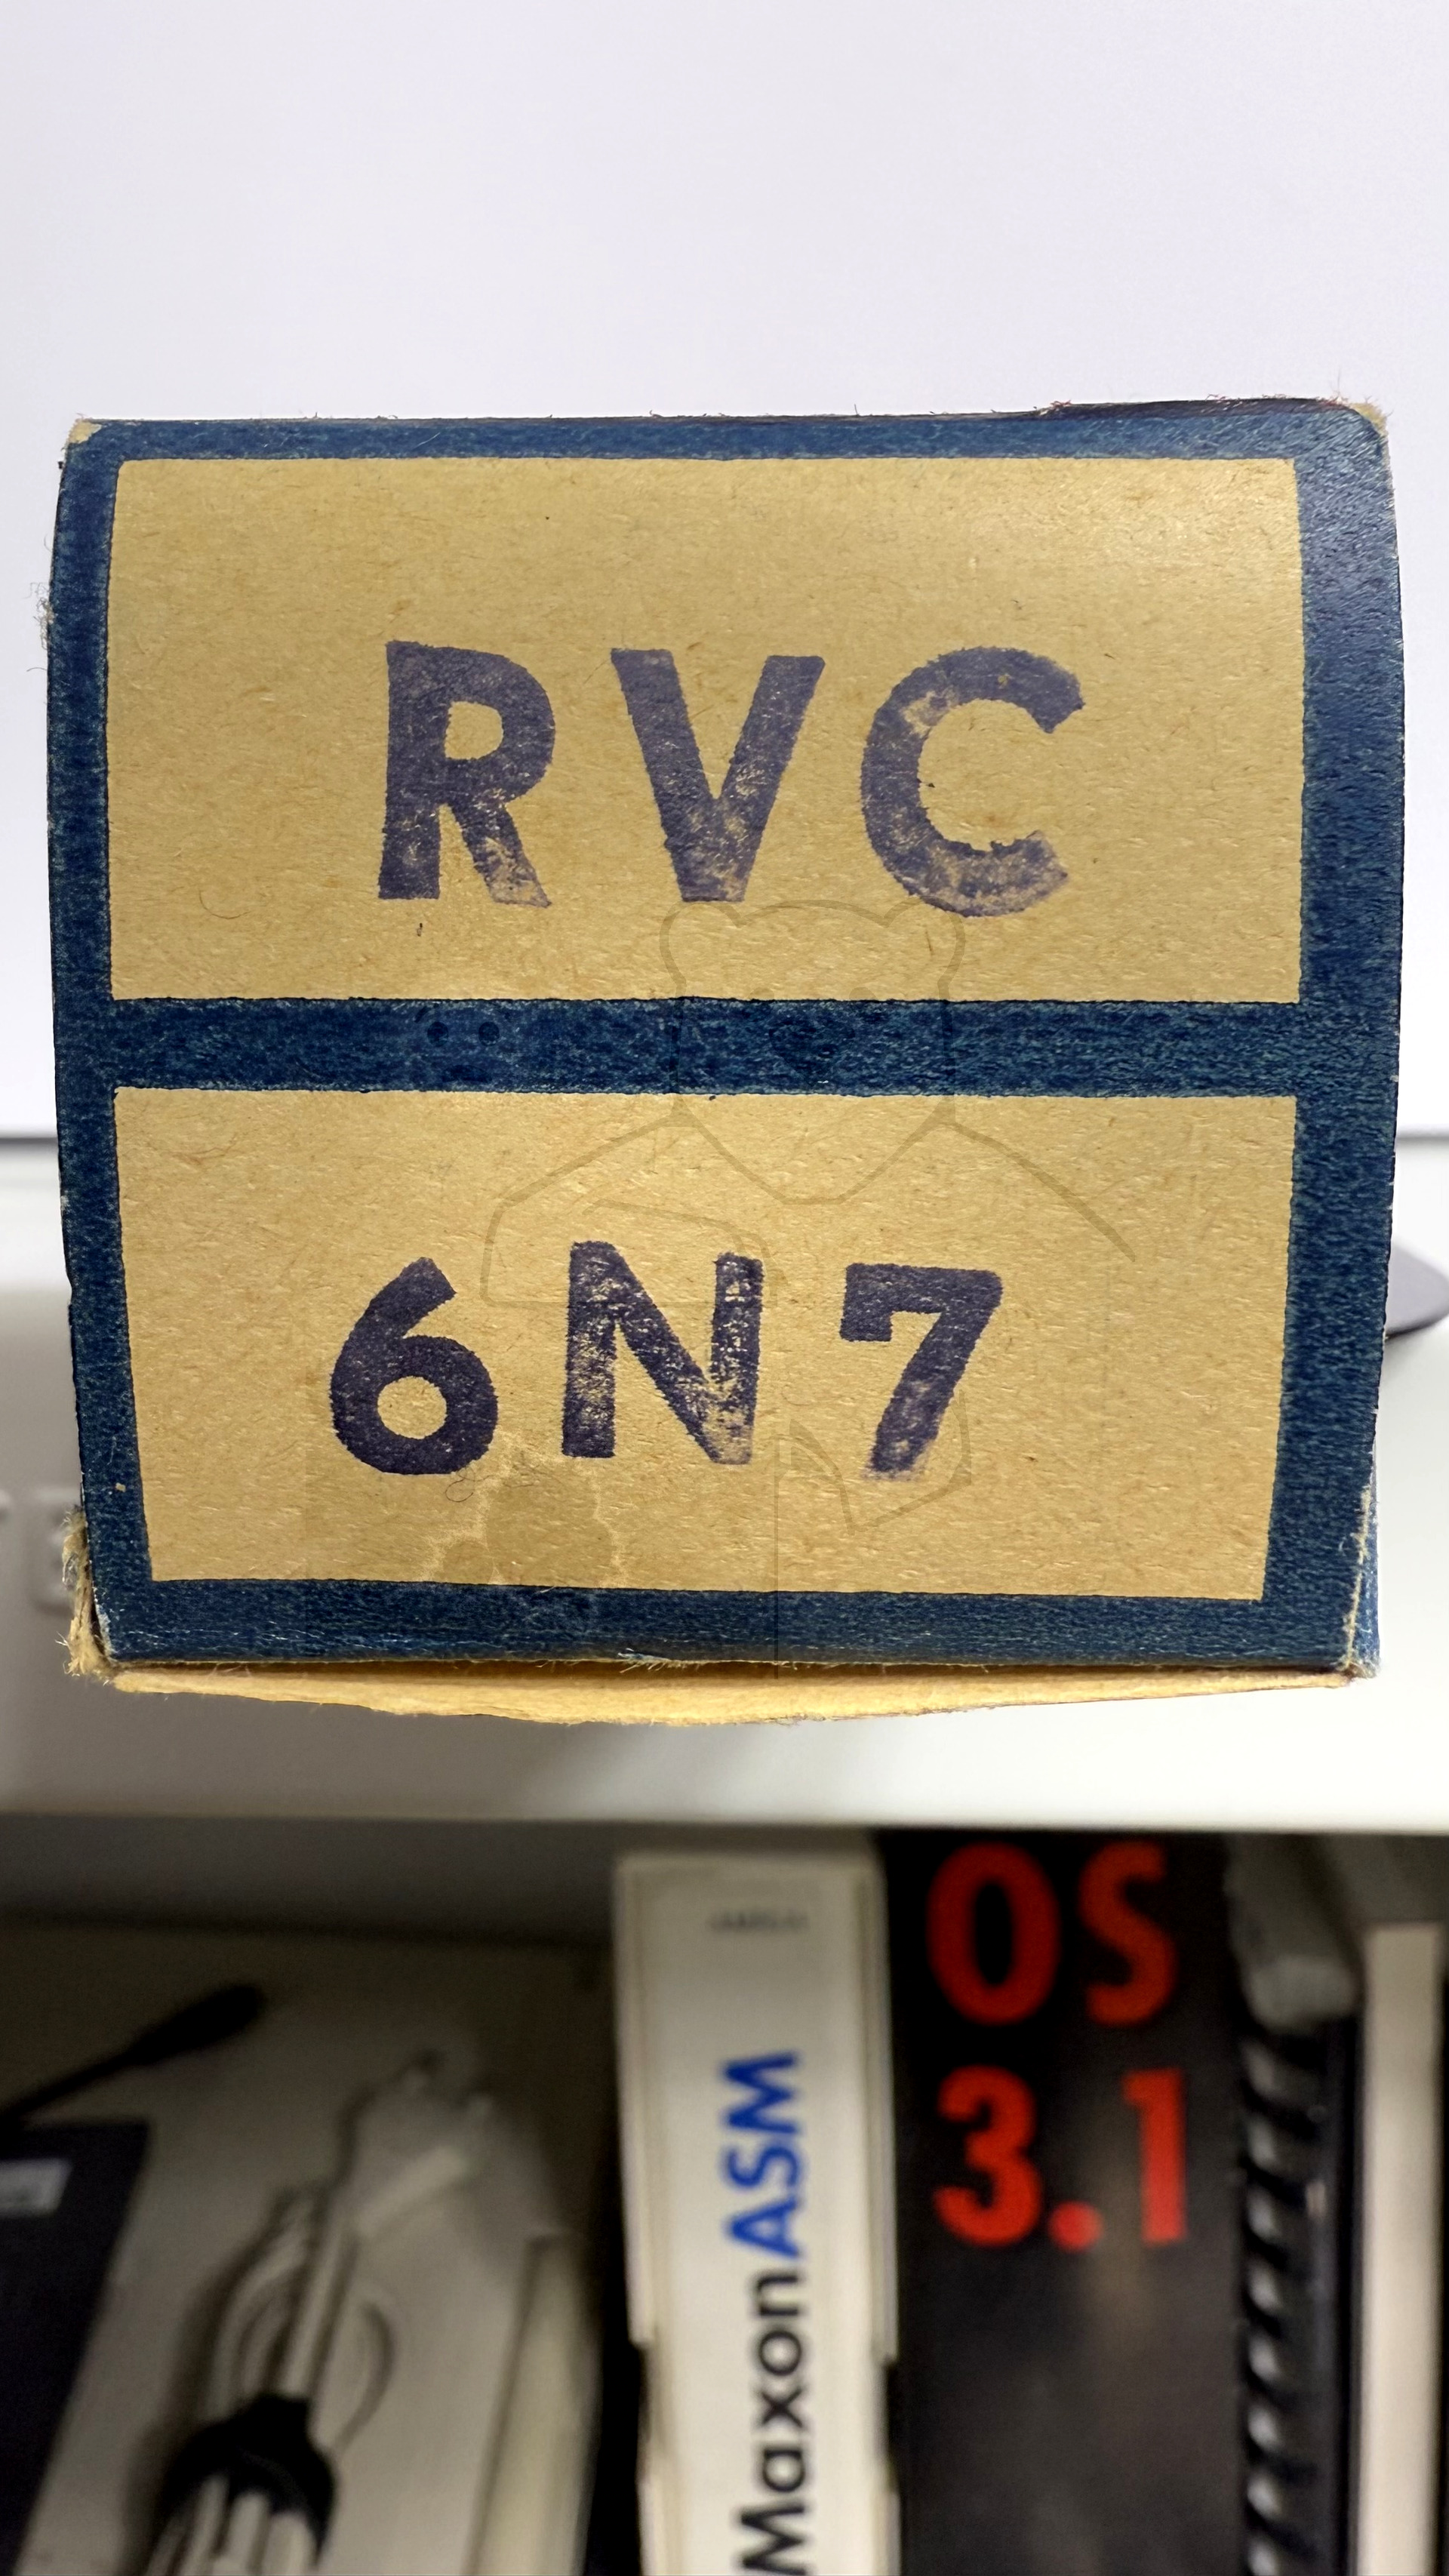 RVC
6N7
OS
3.1
MaxonASM